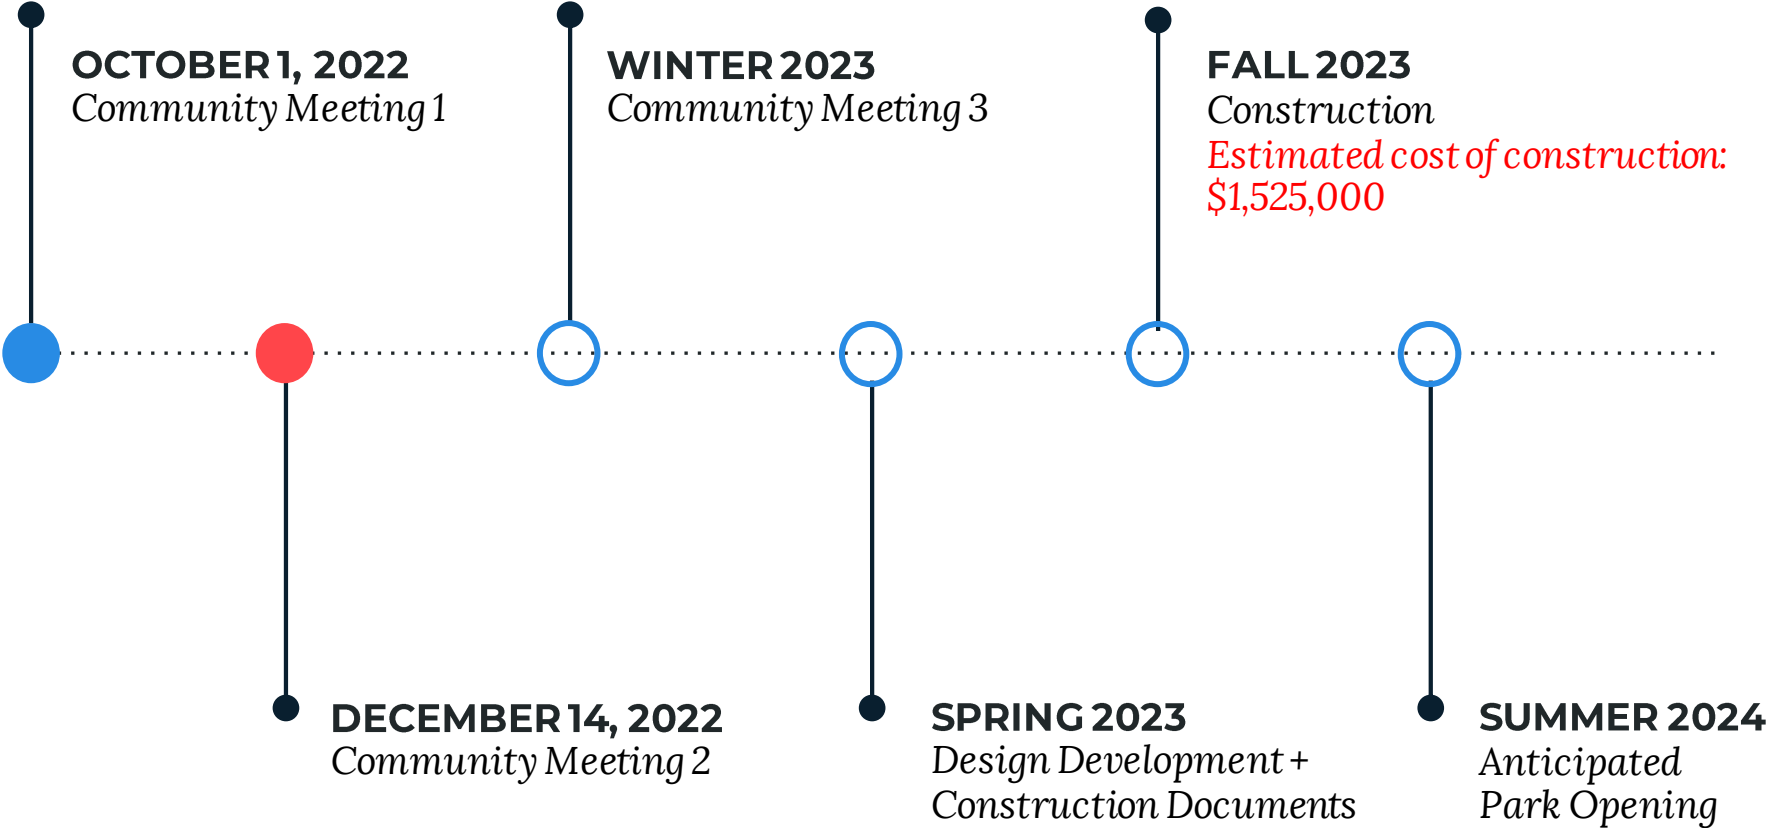 OCTOBER 1, 2022
Community Meeting 1
WINTER 2023
Community Meeting 3
FALL 2023
Construction
Estimated cost of construction:
$1,525,000
DECEMBER 14, 2022
Community Meeting 2
SPRING 2023
Design Development +
Construction Documents
SUMMER 2024
Anticipated
Park Opening